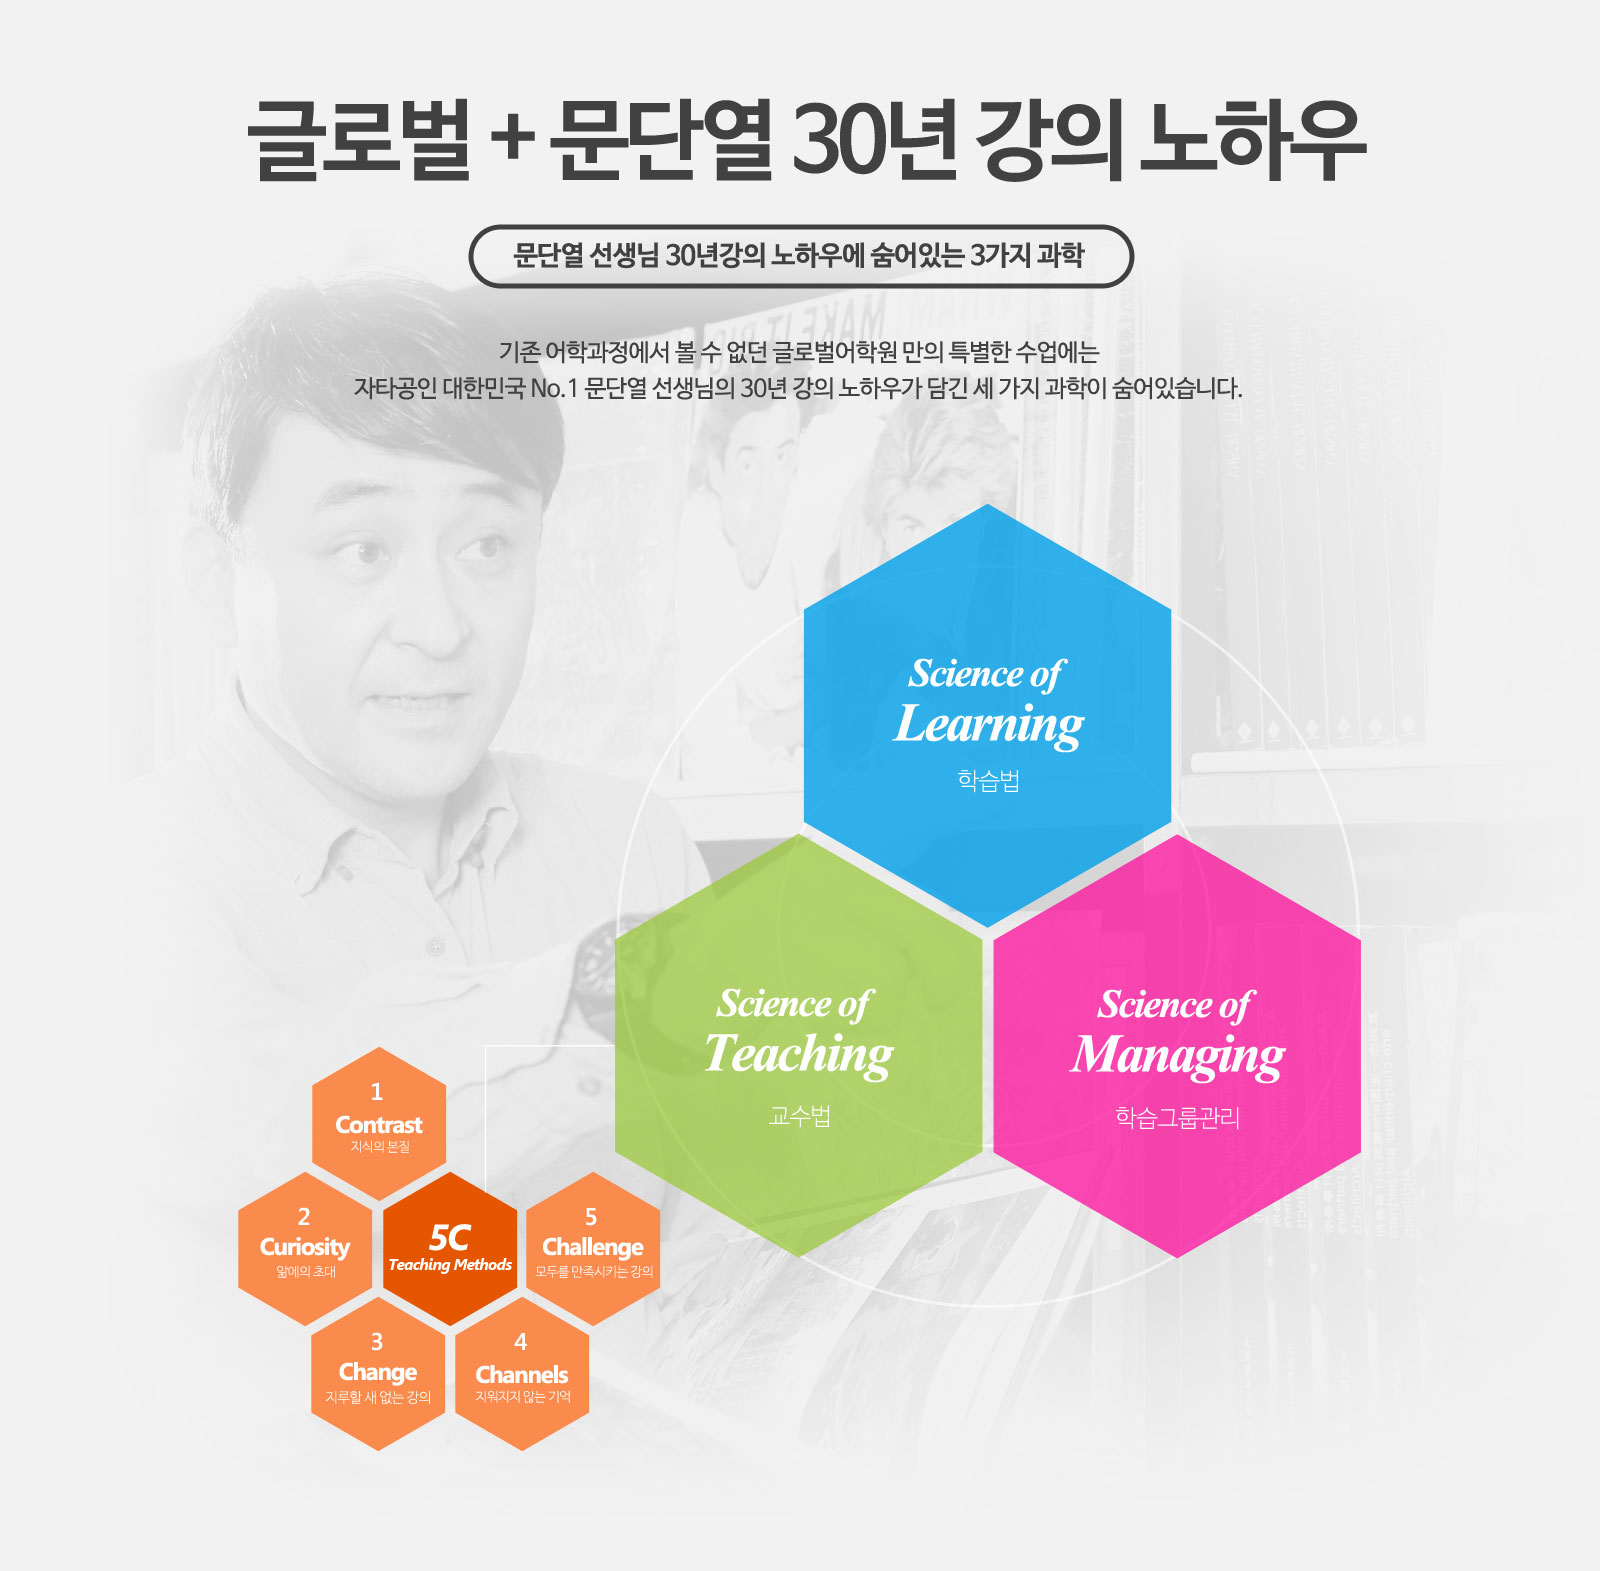 글로벌 + 문단열 30년 강의 노하우
문단열 선생님 30년강의 노하우에 숨어있는 3가지 과학
기존 어학과정에서 볼 수 없던 글로벌어학원 만의 특별한 수업에는
자타공인 대한민국 No.1 문단열 선생님의 30년 강의 노하우가 담긴 세 가지 과학이 숨어있습니다.
Science of
Learning
학습법
Science of
Teaching
교수법
Science of
Managing
학습그룹관리
1
Contrast
지식의 본질
2
Curiosity
앎에의 초대
5C
Teaching Methods
5
Challenge
모두를 만족시키는 강의
3
Change
지루할 새 없는 강의
4
Channels
지워지지 않는 기억